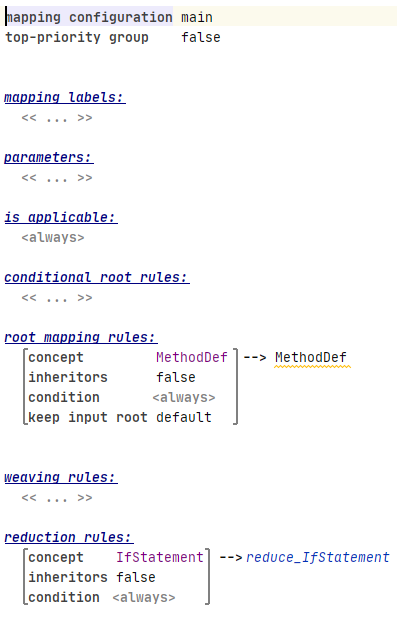 mapping configuration main
top-priority group false
mapping labels:
<< ... >>
parameters:
<< ... >>
is applicable:
<always>
conditional root rules:
<< ... >>
root mapping rules:
concept MethodDef --> MethodDef
inheritors false
condition <always>
keep input root default
weaving rules:
<< ... >>
reduction rules:
concept IfStatement --> reduce_IfStatement
inheritors false
condition <always>